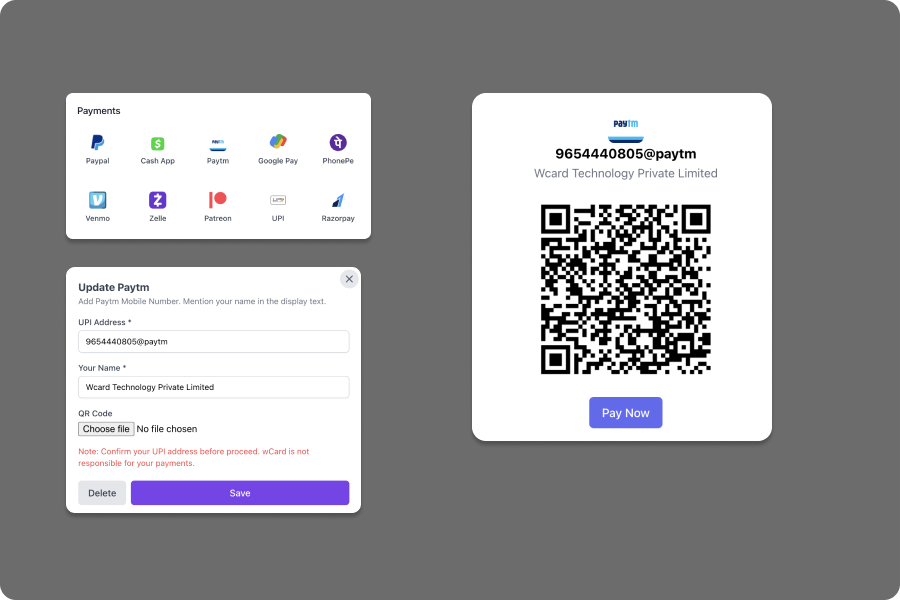 Payments
Paypal
Cash App
Paytm
Google Pay
PhonePe
Venmo
Zelle
Patreon
UPI
Razorpay
Update Paytm
Add Paytm Mobile Number. Mention your name in the display text.
UPI Address *
9654440805@paytm
Your Name *
Wcard Technology Private Limited
QR Code
Choose file No file chosen
Note: Confirm your UPI address before proceed. wCard is not
responsible for your payments.
Delete
Save
paytm
9654440805@paytm
Wcard Technology Private Limited
Pay Now